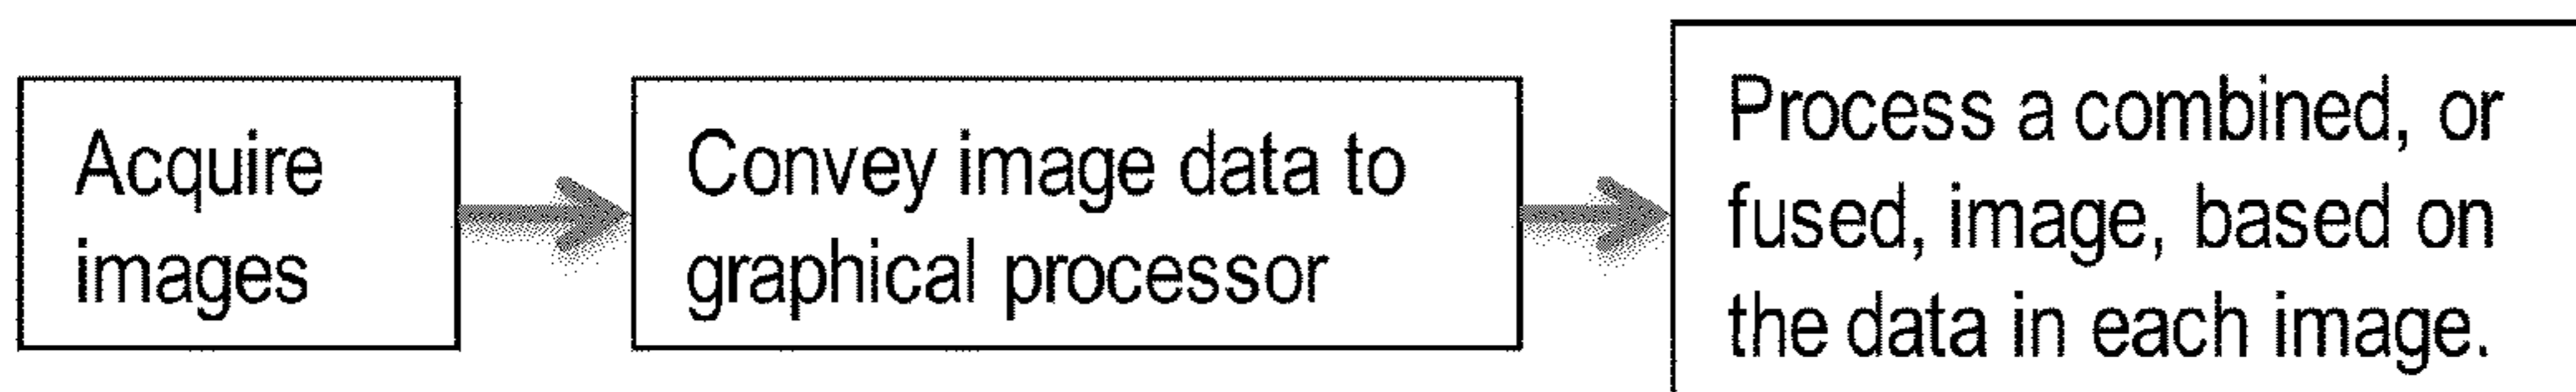 Acquire
images
Convey image data to
graphical processor
Process a combined, or
fused, image, based on
the data in each image.